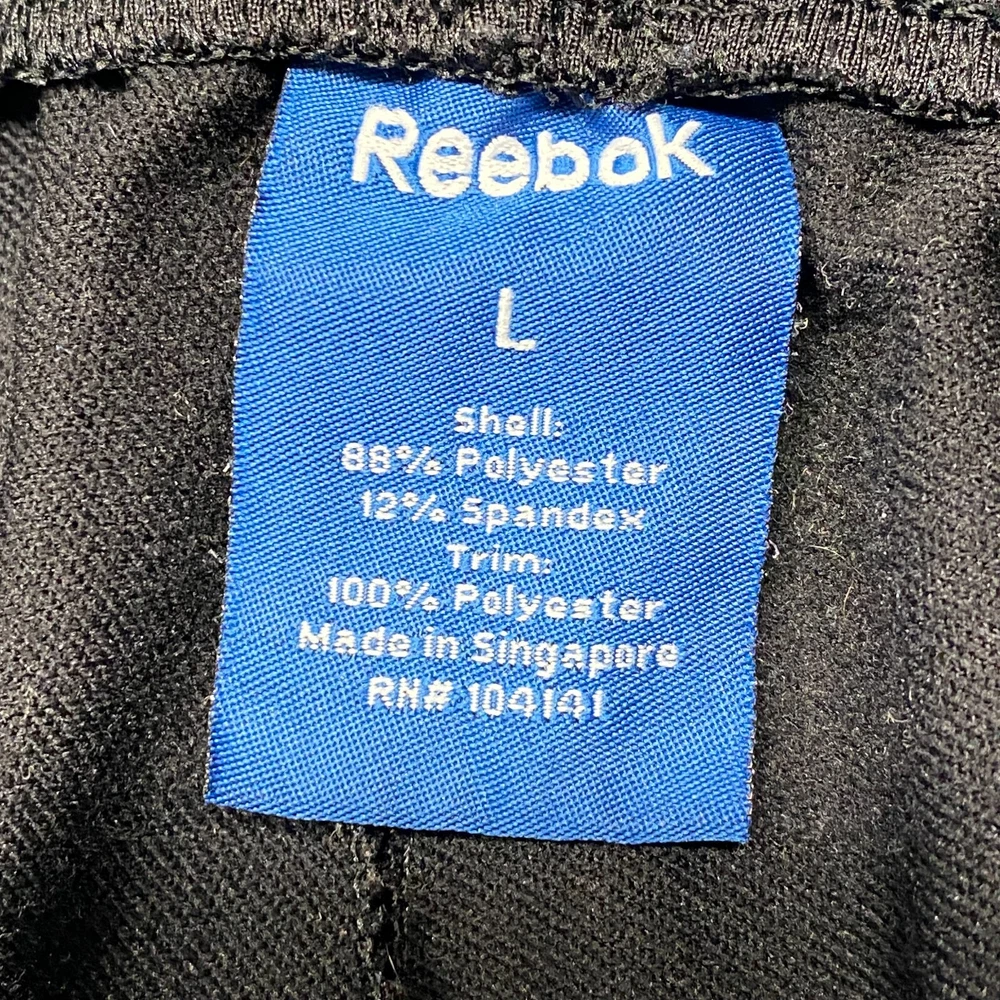 Reebok
L
Shell:
88% Polyester
12% Spandex
Trim:
100% Polyester
Made in Singapore
RN# 104141